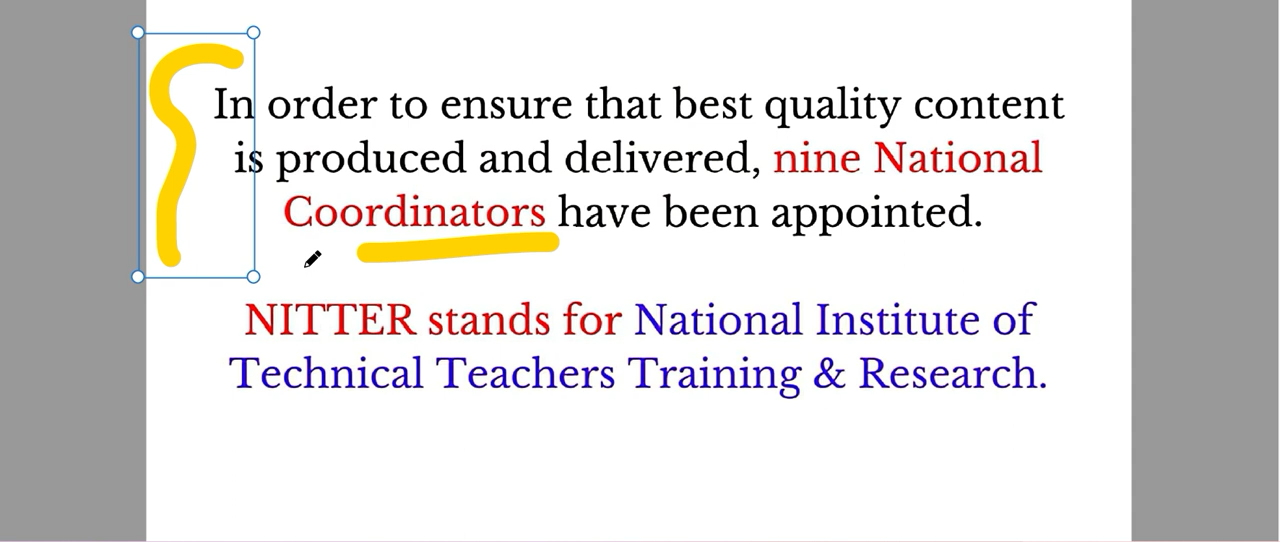 In order to ensure that best quality content
is produced and delivered, nine National
Coordinators have been appointed.
NITTER stands for National Institute of
Technical Teachers Training & Research.